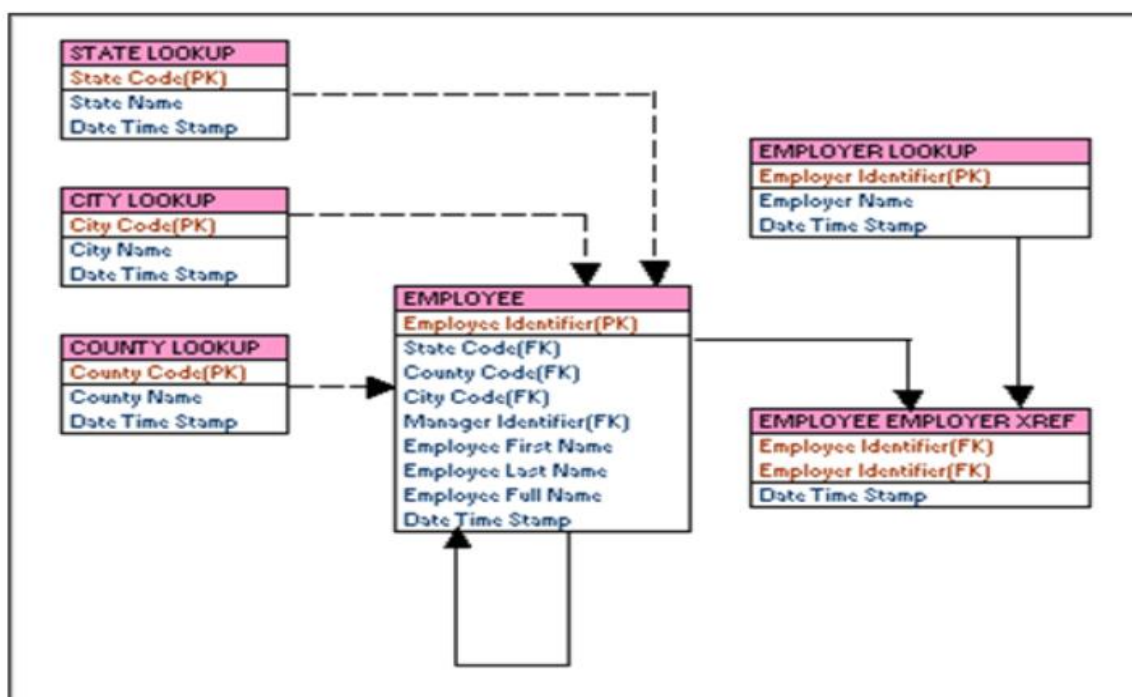 STATE LOOKUP
State Code(PK)
State Name
Date Time Stamp
CITY LOOKUP
City Code(PK)
City Name
Date Time Stamp
COUNTY LOOKUP
County Code(PK)
County Name
Date Time Stamp
EMPLOYEE
Employee Identifier(PK)
State Code(FK)
County Code(FK)
City Code(FK)
Manager Identifier(FK)
Employee First Name
Employee Last Name
Employee Full Name
Date Time Stamp
EMPLOYER LOOKUP
Employer Identifier(PK)
Employer Name
Date Time Stamp
EMPLOYEE EMPLOYER XREF
Employee Identifier(FK)
Employer Identifier(FK)
Date Time Stamp